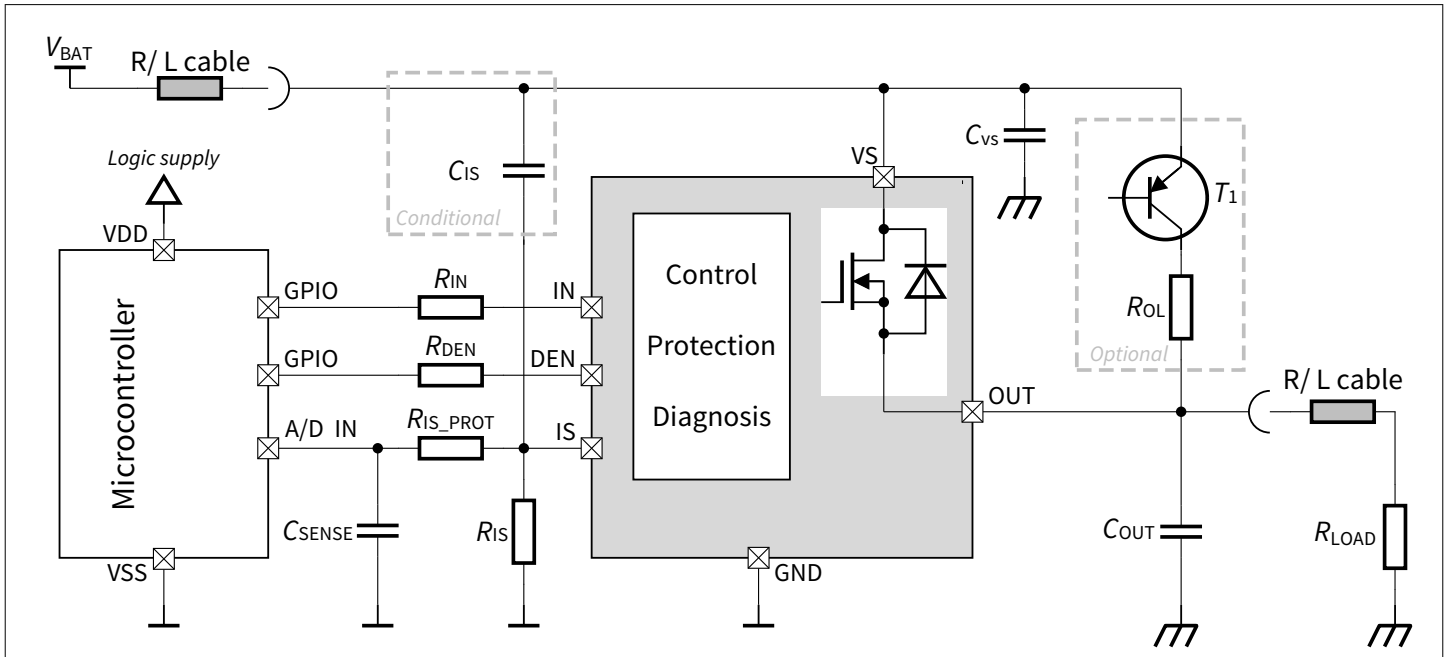 VBAT
R/ L cable
Logic supply
CIS
Conditional
VS
Cvs
T1
VDD
Microcontroller
GPIO
RIN
IN
GPIO
RDEN
DEN
A/D IN
RIS_PROT
IS
Control
Protection
Diagnosis
ROL
Optional
OUT
R/ L cable
CSENSE
RIS
COUT
RLOAD
VSS
GND